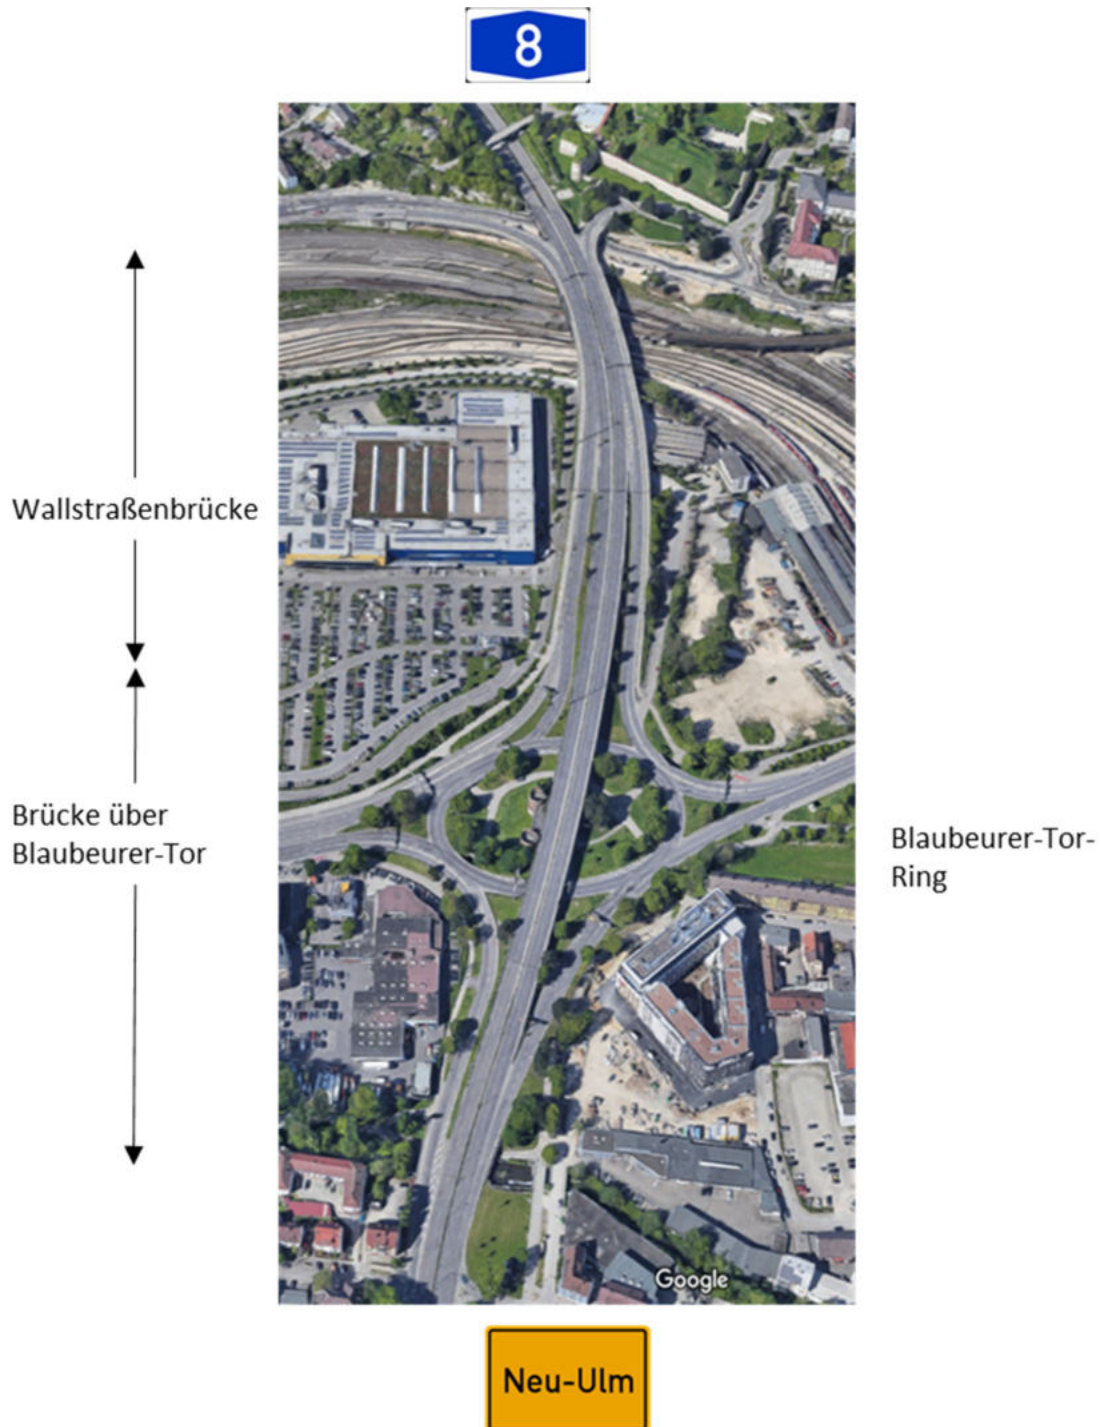 8
Wallstraßenbrücke
Brücke über
Blaubeurer-Tor
Blaubeurer-Tor-
Ring
Google
Neu-Ulm